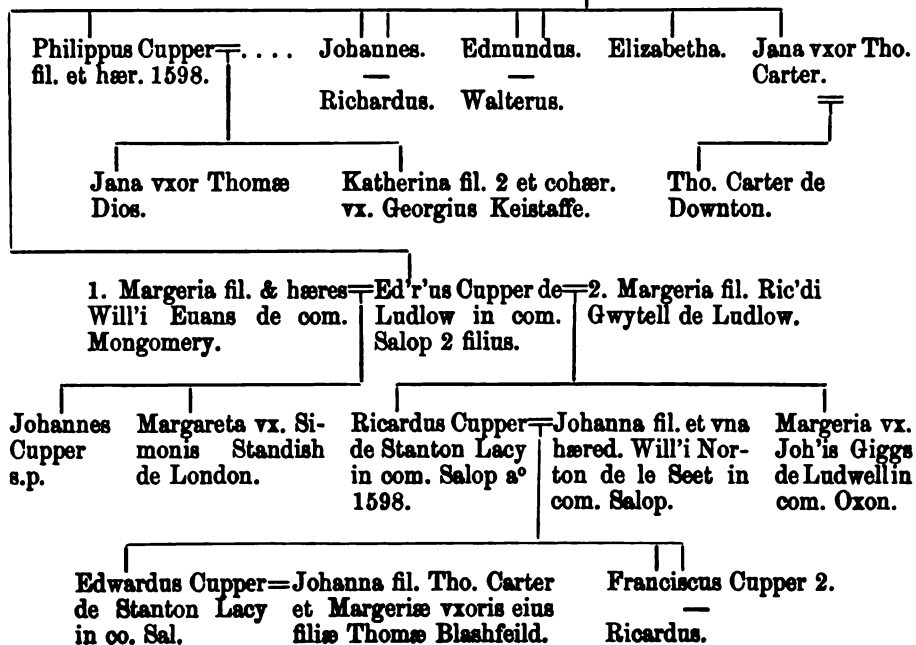 Philippus Cupper=.... Johannes. Edmundus. Elizabetha. Jana vxor Tho.
fil. et hær. 1598. — — Carter.
Richardus. Walterus.
Jana vxor Thomæ Katherina fil. 2 et cohær. Tho. Carter de
Dios. vx. Georgius Keistaffe. Downton.
1. Margeria fil. & hæres=Ed'r'us Cupper de=2. Margeria fil. Ric'di
Will'i Euans de com. Ludlow in com. Gwytell de Ludlow.
Mongomery. Salop 2 filius.
Johannes Margareta vx. Si- Ricardus Cupper=Johanna fil. et vna Margeria vx.
Cupper monis Standish de Stanton Lacy hæred. Will'i Nor- Joh'is Giggs
s.p. de London. in com. Salop aº ton de le Seet in de Ludwell in
1598. com. Salop. com. Oxon.
Edwardus Cupper=Johanna fil. Tho. Carter Franciscus Cupper 2.
de Stanton Lacy et Margeriæ vxoris eius —
in co. Sal. filiæ Thomæ Blashfeild. Ricardus.